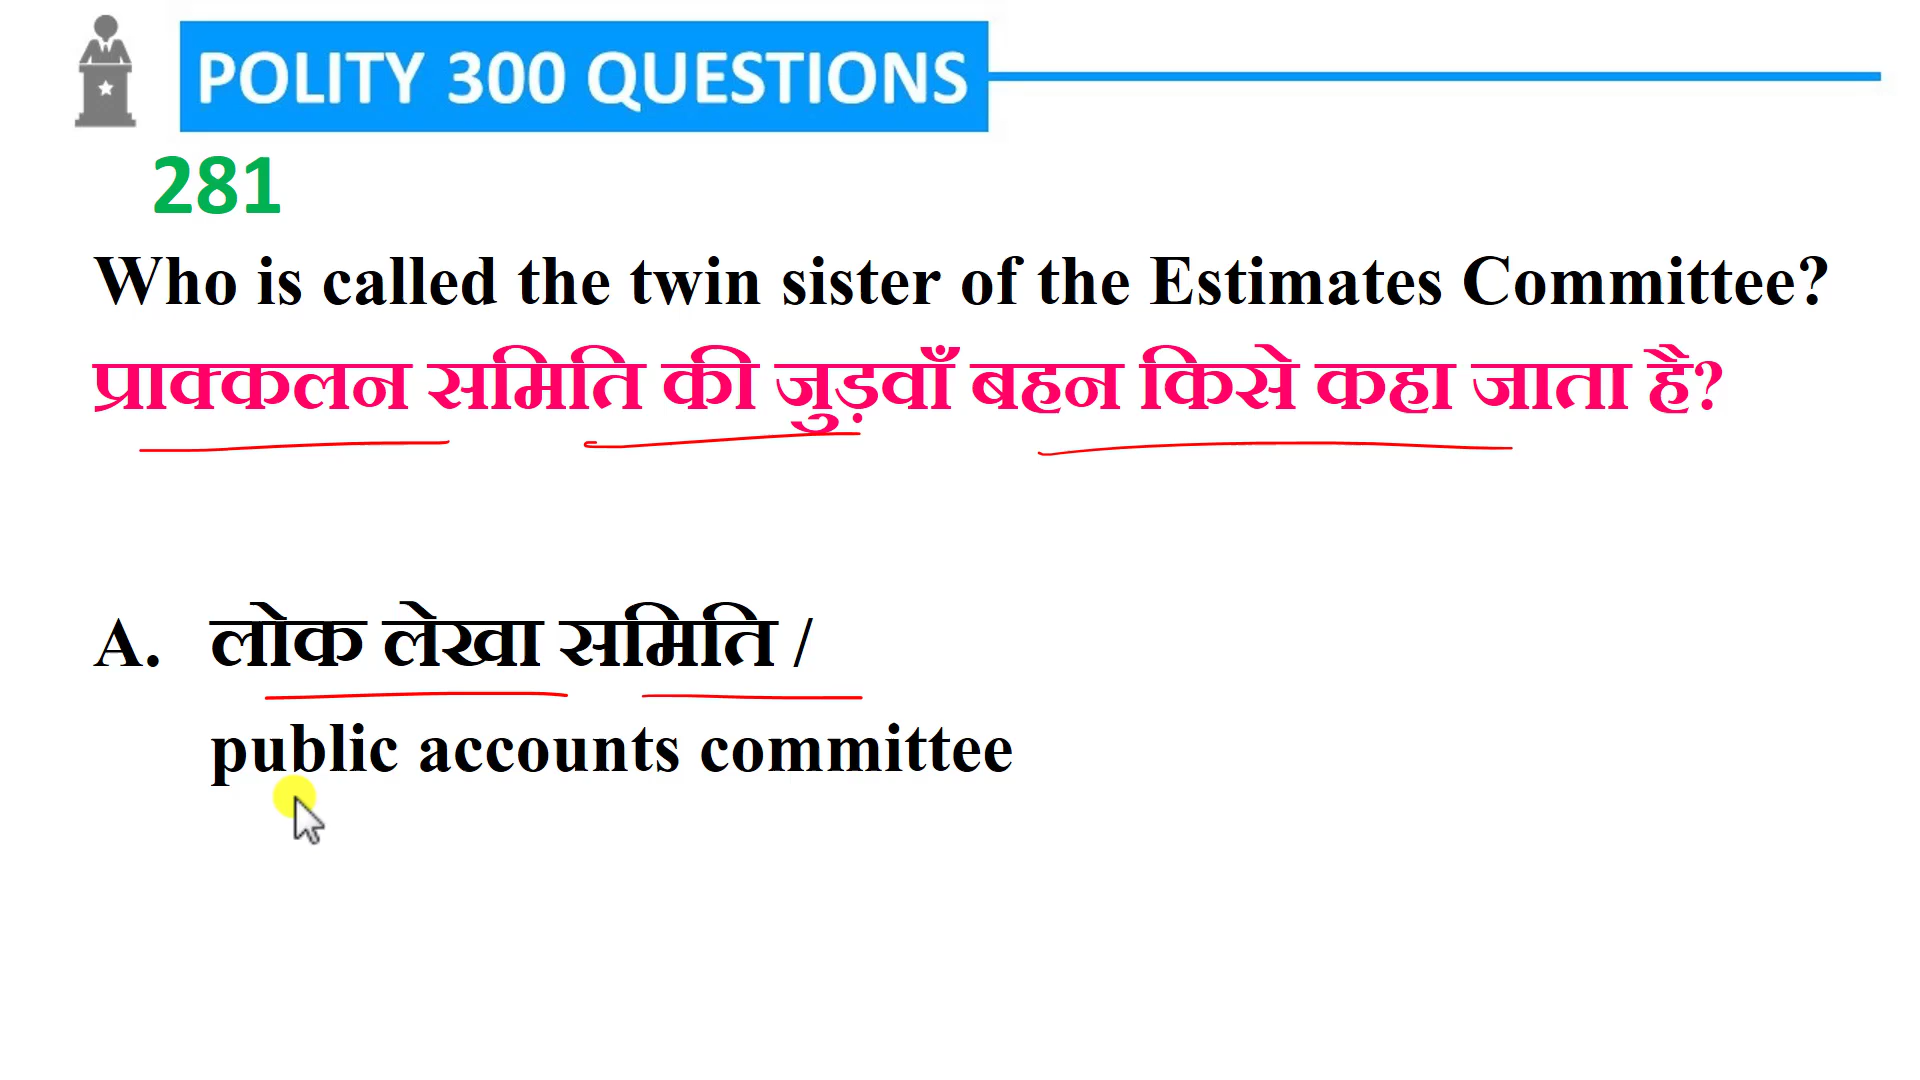 POLITY 300 QUESTIONS
281
Who is called the twin sister of the Estimates Committee?
प्राक्कलन समिति की जुड़वाँ बहन किसे कहा जाता है?
A. लोक लेखा समिति /
public accounts committee